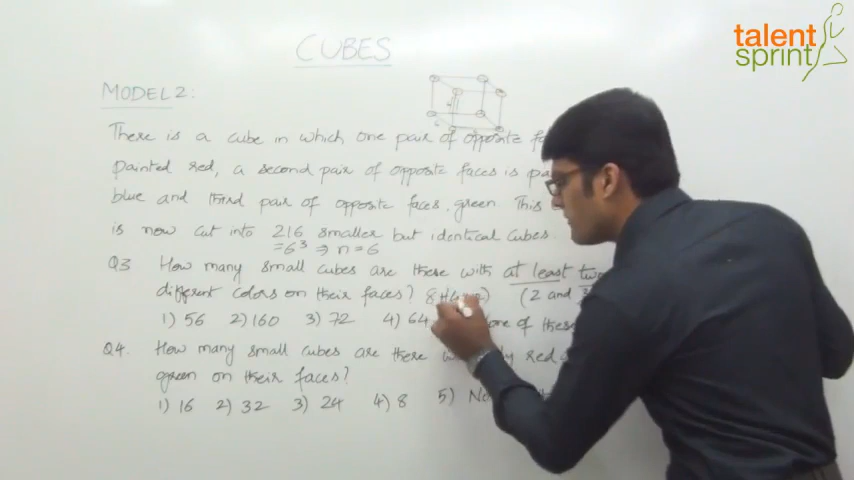 talent
sprint
CUBES
MODEL 2:
There is a cube in which one pair of opposite
painted red, a second pair of opposite faces is
blue and third pair of opposite faces, green This
is now cut into 216 smaller but identical cubes.
=6³ ⇒ n=6
Q3 How many small cubes are there with at least two
different colors on their faces? (2 and
1) 56 2) 160 3) 72 4) 64 of these
Q4. How many small cubes are there red
green on their faces?
1) 16 2) 32 3) 24 4) 8 5)